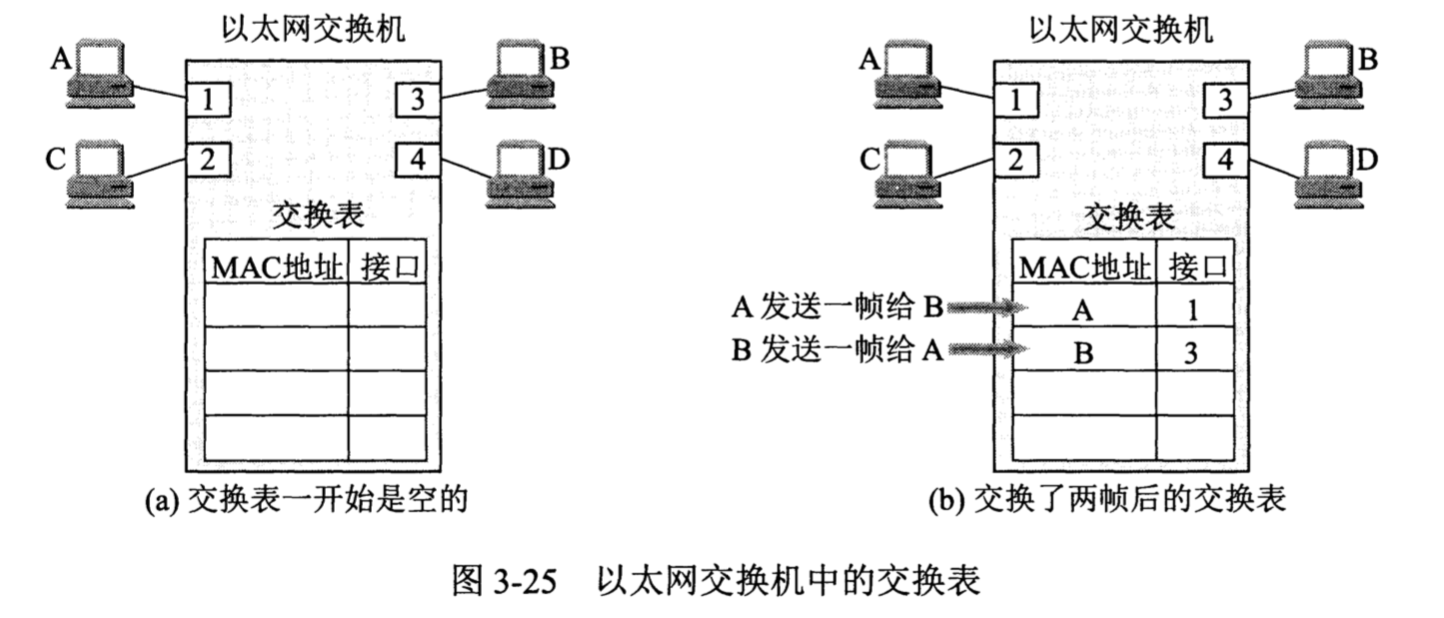 以太网交换机
A
B
1
3
C
2
4
D
交换表
MAC地址 接口
(a) 交换表一开始是空的
以太网交换机
A
B
1
3
C
2
4
D
交换表
MAC地址 接口
A 发送一帧给 B A 1
B 发送一帧给 A B 3
(b) 交换了两帧后的交换表
图 3-25 以太网交换机中的交换表